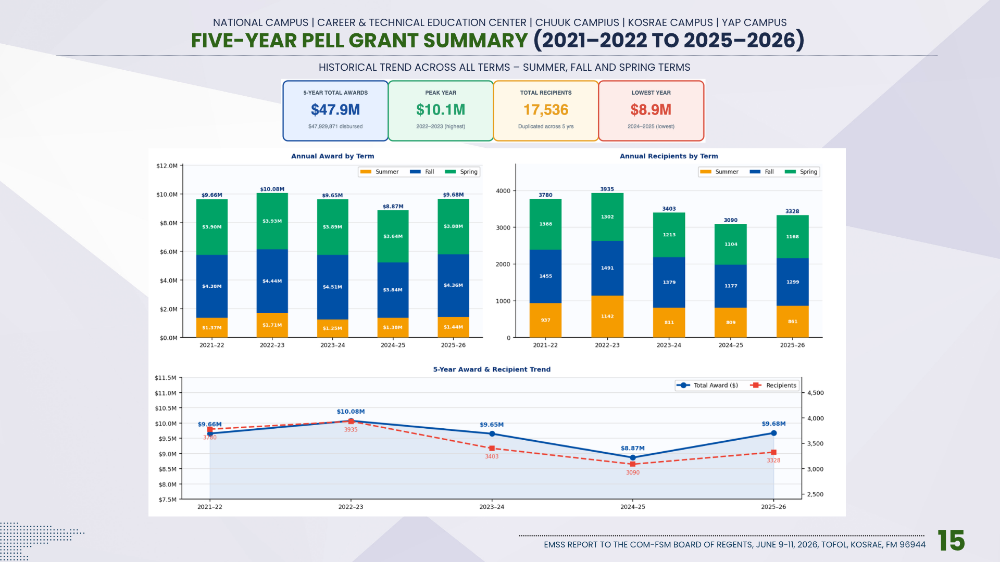 NATIONAL CAMPUS | CAREER & TECHNICAL EDUCATION CENTER | CHUUK CAMPIUS | KOSRAE CAMPUS | YAP CAMPUS
FIVE-YEAR PELL GRANT SUMMARY (2021–2022 TO 2025–2026)
HISTORICAL TREND ACROSS ALL TERMS – SUMMER, FALL AND SPRING TERMS
5-YEAR TOTAL AWARDS
$47.9M
$47,929,871 disbursed
PEAK YEAR
$10.1M
2022–2023 (highest)
TOTAL RECIPIENTS
17,536
Duplicated across 5 yrs
LOWEST YEAR
$8.9M
2024–2025 (lowest)
Annual Award by Term
Summer Fall Spring
$12.0M
$10.0M
$8.0M
$6.0M
$4.0M
$2.0M
$0.0M
$9.66M $10.08M $9.65M $8.87M $9.68M
$3.90M $3.93M $3.89M $3.64M $3.88M
$4.38M $4.44M $4.51M $3.84M $4.36M
$1.37M $1.71M $1.25M $1.38M $1.44M
2021–22 2022–23 2023–24 2024–25 2025–26
Annual Recipients by Term
Summer Fall Spring
4000
3000
2000
1000
0
3780 3935 3403 3090 3328
1388 1302 1213 1104 1168
1455 1491 1379 1177 1299
937 1142 811 809 861
2021–22 2022–23 2023–24 2024–25 2025–26
5-Year Award & Recipient Trend
Total Award ($) Recipients
$11.5M
$11.0M
$10.5M
$10.0M
$9.5M
$9.0M
$8.5M
$8.0M
$7.5M
$9.66M $10.08M $9.65M $8.87M $9.68M
3780 3935 3403 3090 3328
4,500
4,000
3,500
3,000
2,500
2021–22 2022–23 2023–24 2024–25 2025–26
EMSS REPORT TO THE COM-FSM BOARD OF REGENTS, JUNE 9-11, 2026, TOFOL, KOSRAE, FM 96944
15